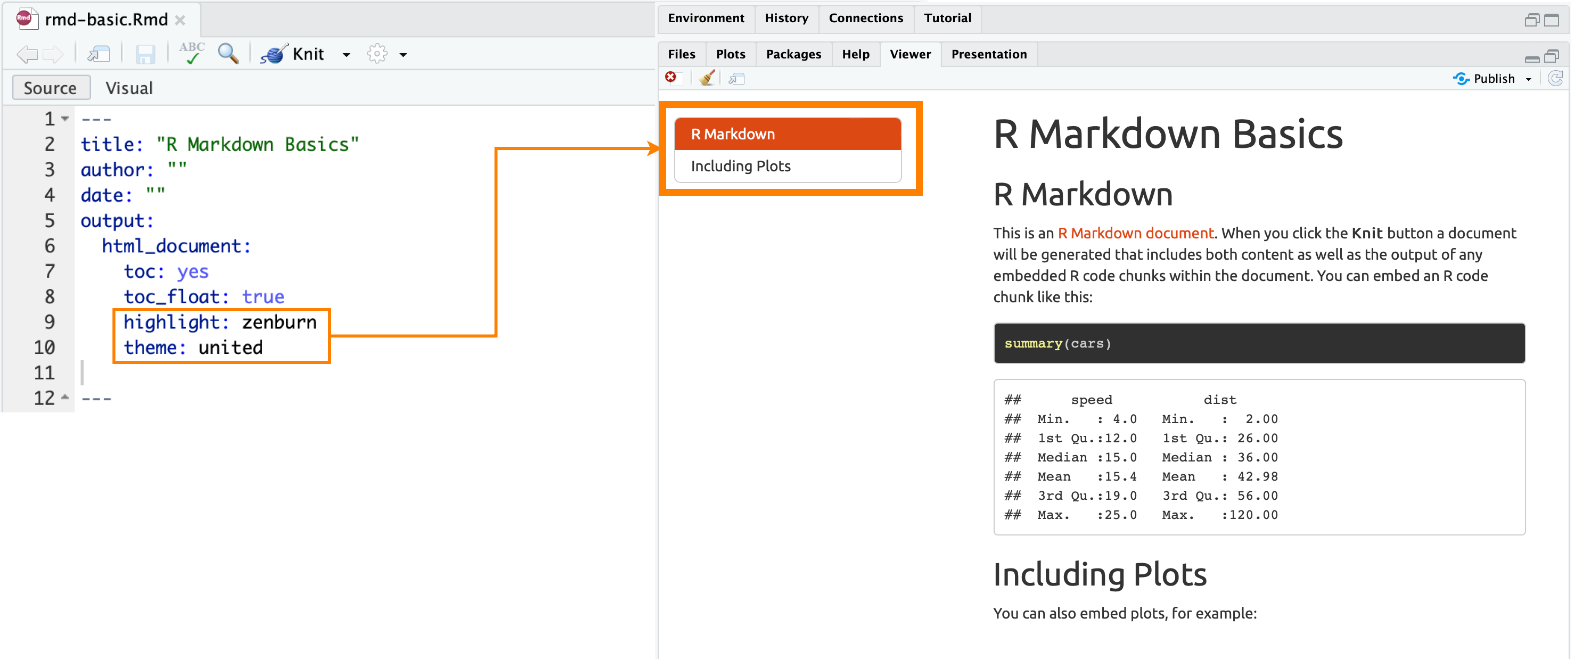 rmd-basic.Rmd
ABC
Knit
Source Visual
1 ---
2 title: "R Markdown Basics"
3 author: ""
4 date: ""
5 output:
6 html_document:
7 toc: yes
8 toc_float: true
9 highlight: zenburn
10 theme: united
11
12 ---
Environment History Connections Tutorial
Files Plots Packages Help Viewer Presentation
Publish
R Markdown
Including Plots
R Markdown Basics
R Markdown
This is an R Markdown document. When you click the Knit button a document
will be generated that includes both content as well as the output of any
embedded R code chunks within the document. You can embed an R code
chunk like this:
summary(cars)
##      speed           dist
##  Min.   : 4.0   Min.   :  2.00
##  1st Qu.:12.0   1st Qu.: 26.00
##  Median :15.0   Median : 36.00
##  Mean   :15.4   Mean   : 42.98
##  3rd Qu.:19.0   3rd Qu.: 56.00
##  Max.   :25.0   Max.   :120.00
Including Plots
You can also embed plots, for example: